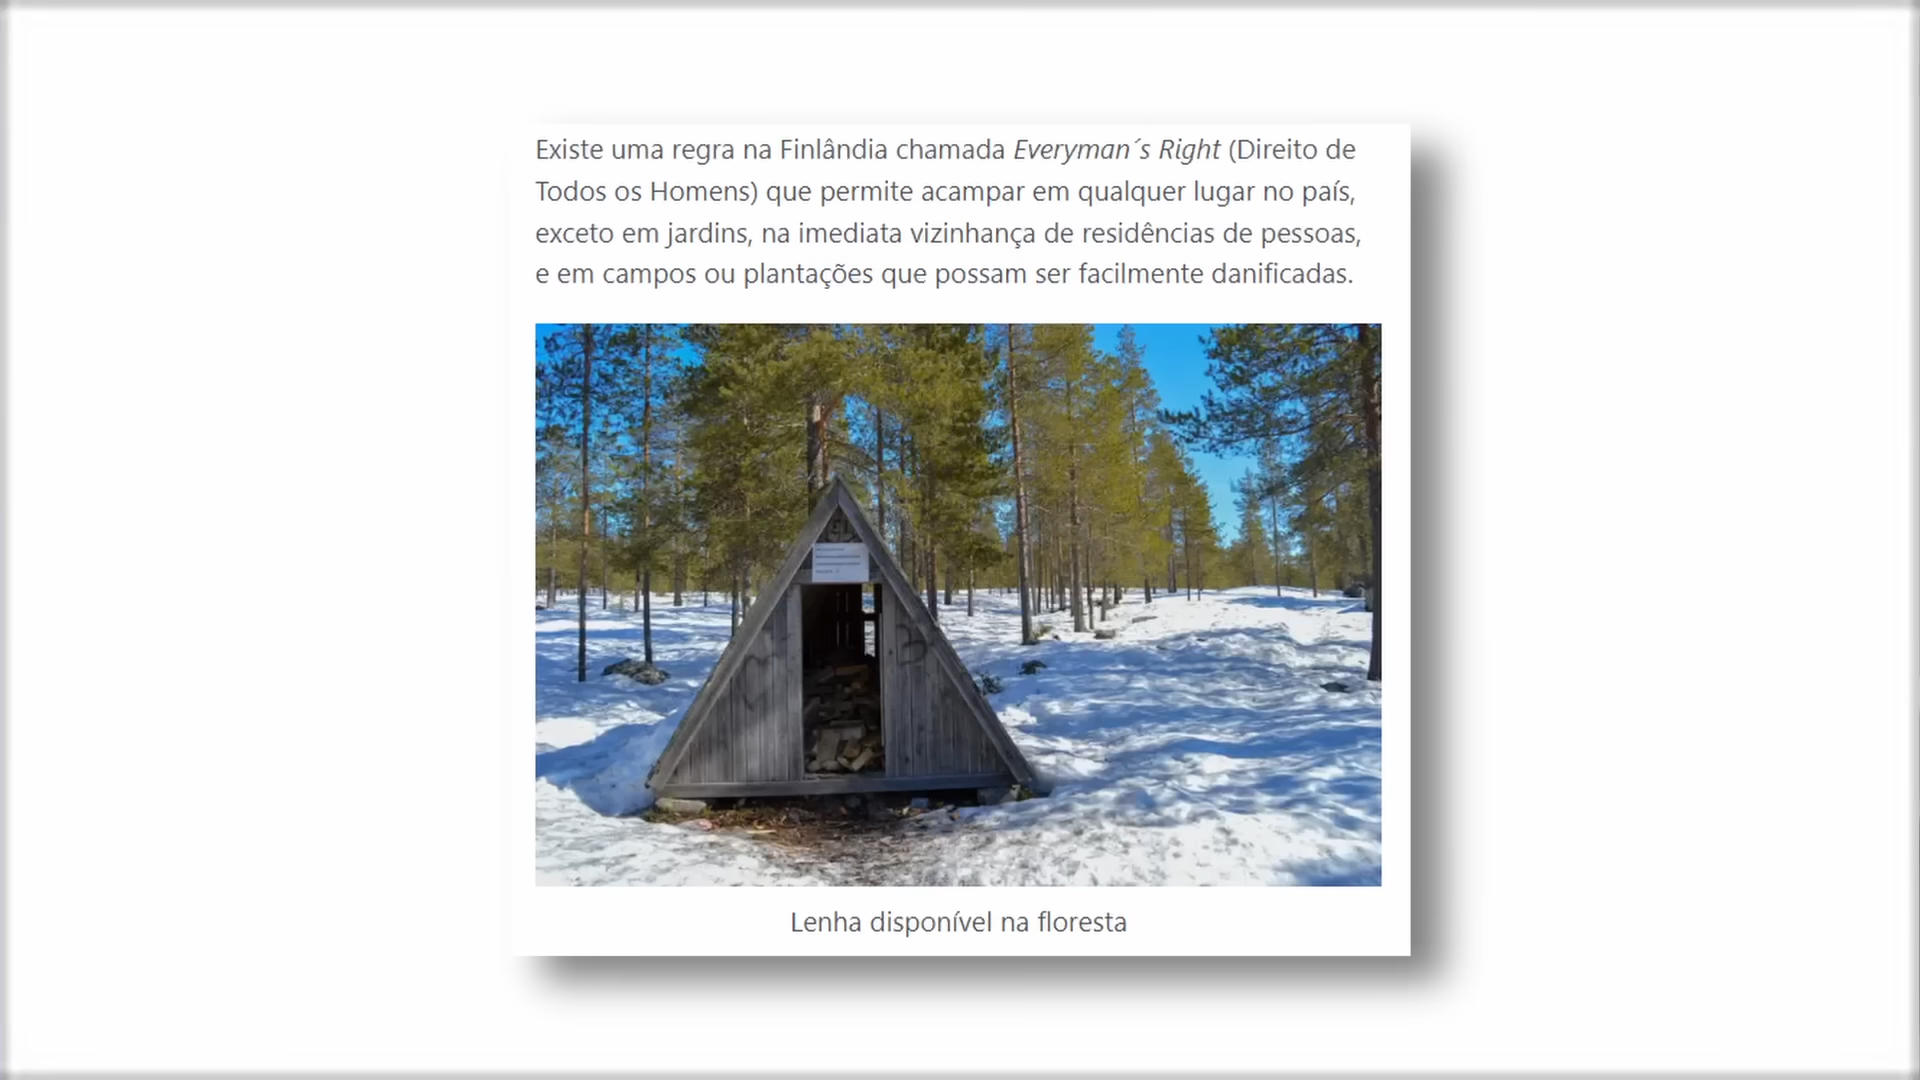 Existe uma regra na Finlândia chamada Everyman´s Right (Direito de
Todos os Homens) que permite acampar em qualquer lugar no país,
exceto em jardins, na imediata vizinhança de residências de pessoas,
e em campos ou plantações que possam ser facilmente danificadas.
Lenha disponível na floresta